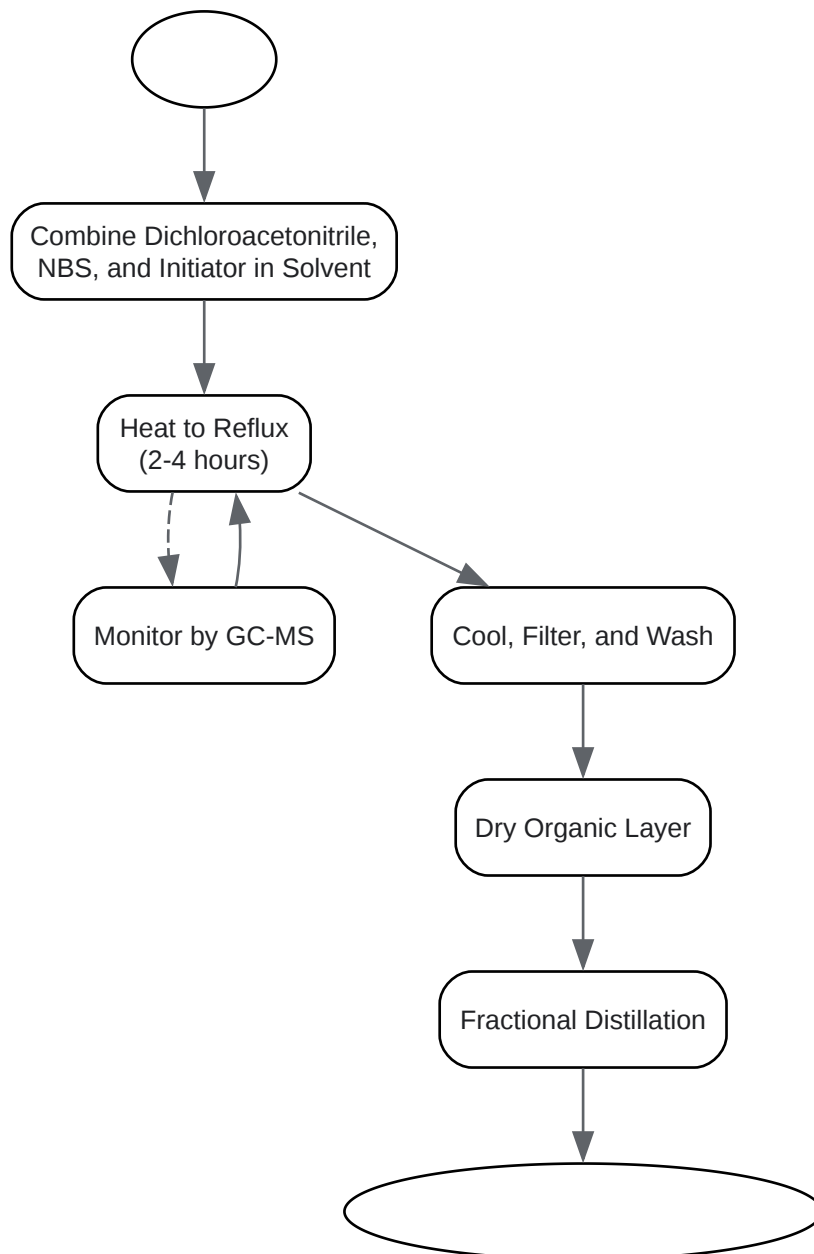 Combine Dichloroacetonitrile,
NBS, and Initiator in Solvent
Heat to Reflux
(2-4 hours)
Monitor by GC-MS
Cool, Filter, and Wash
Dry Organic Layer
Fractional Distillation